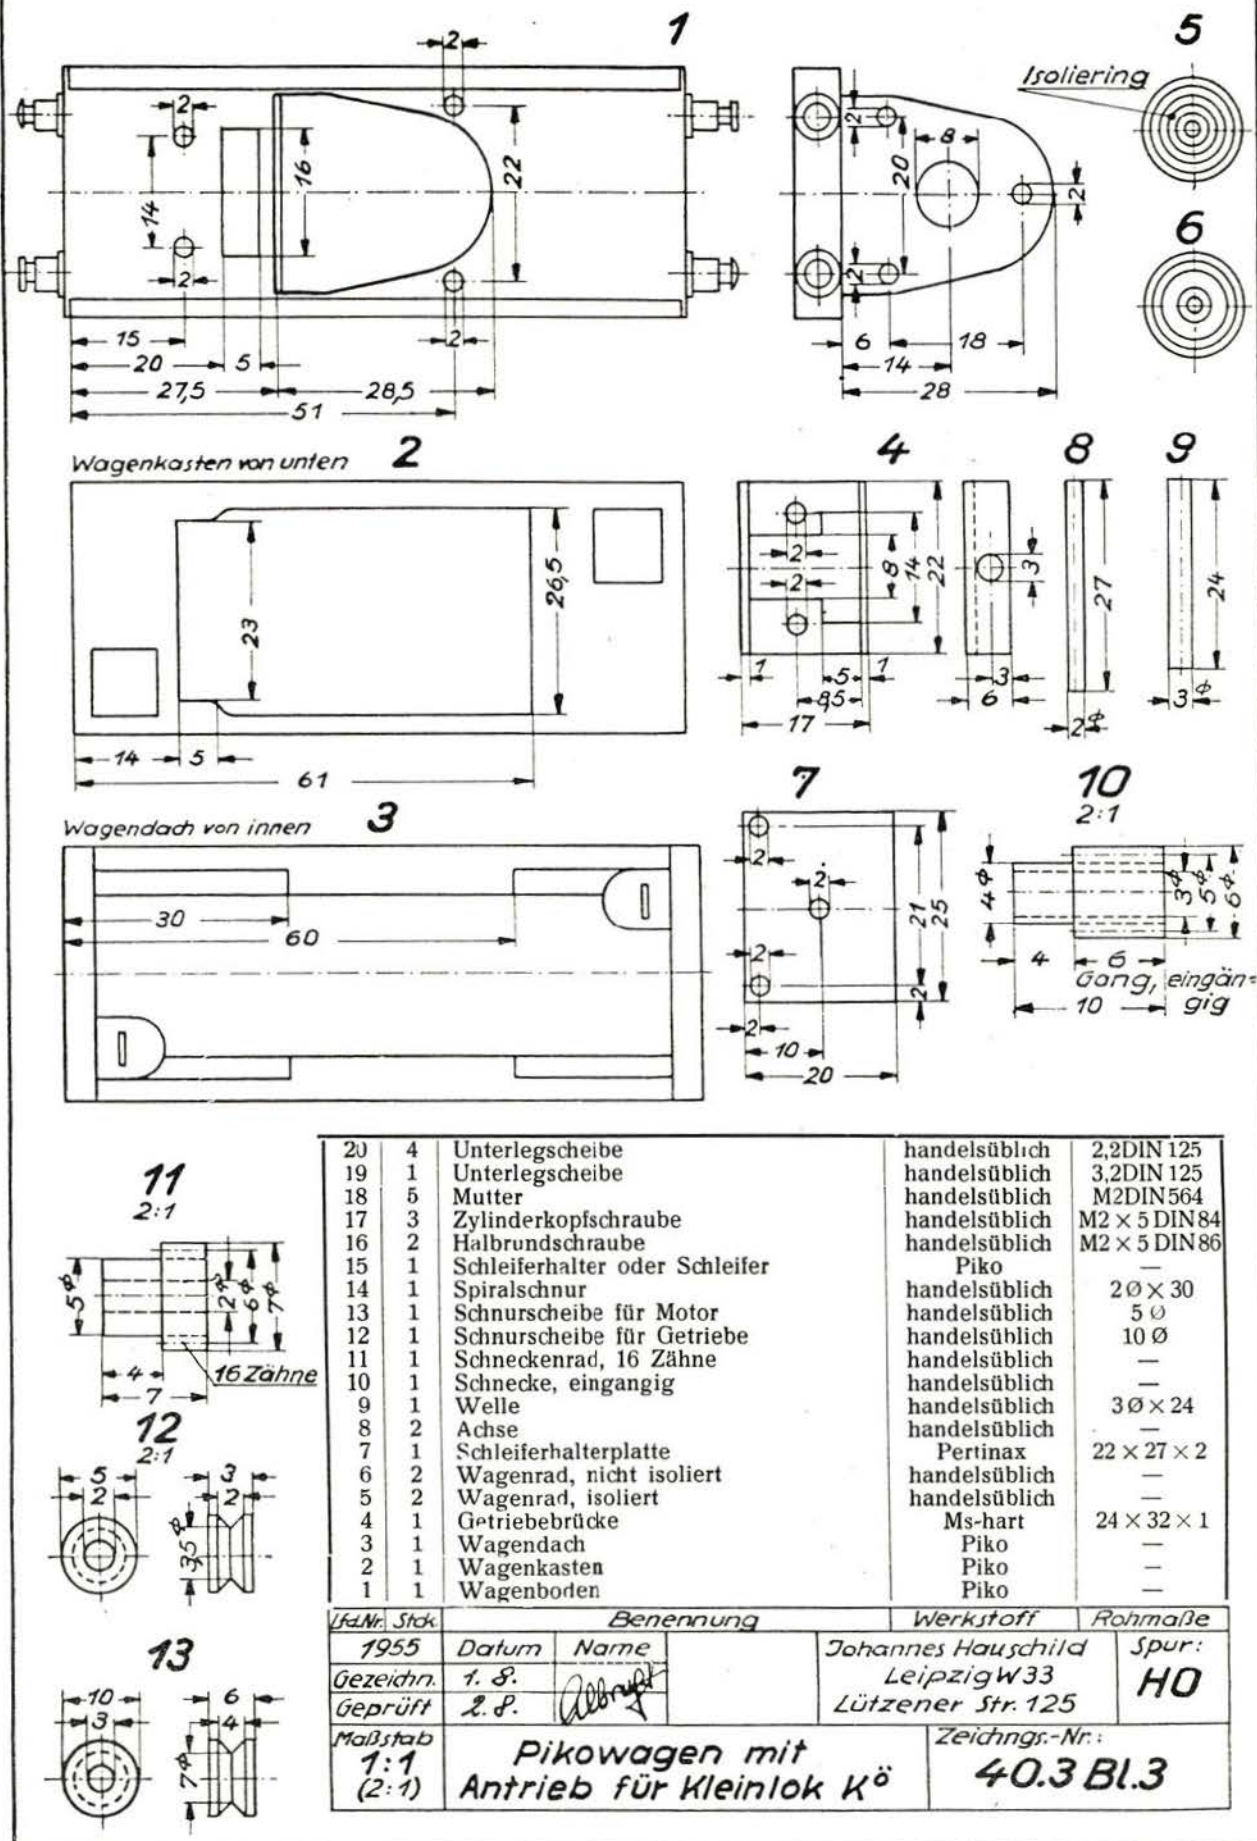 1
2
2
14
2
16
22
2
15
20
5
27,5
28,5
51
2
20
8
2
2
6
18
14
28
5
Isoliering
6
Wagenkasten von unten
2
23
26,5
14
5
61
4
2
2
8
14
22
1
5
1
8,5
17
3
3
6
8
27
2⌀
9
24
3⌀
Wagendach von innen
3
30
60
7
2
2
2
21
25
2
2
10
20
10
2:1
4⌀
3⌀
5⌀
6⌀
4
6
Gang, eingän=
gig
10
11
2:1
5⌀
2⌀
6⌀
7⌀
4
16 Zähne
7
12
2:1
5
2
3
2
3,5⌀
13
10
3
6
4
7⌀
20 4 Unterlegscheibe handelsüblich 2,2DIN 125
19 1 Unterlegscheibe handelsüblich 3,2DIN 125
18 5 Mutter handelsüblich M2DIN564
17 3 Zylinderkopfschraube handelsüblich M2 × 5 DIN84
16 2 Halbrundschraube handelsüblich M2 × 5 DIN86
15 1 Schleiferhalter oder Schleifer Piko —
14 1 Spiralschnur handelsüblich 2 Ø × 30
13 1 Schnurscheibe für Motor handelsüblich 5 Ø
12 1 Schnurscheibe für Getriebe handelsüblich 10 Ø
11 1 Schneckenrad, 16 Zähne handelsüblich —
10 1 Schnecke, eingangig handelsüblich —
9 1 Welle handelsüblich 3 Ø × 24
8 2 Achse handelsüblich —
7 1 Schleiferhalterplatte Pertinax 22 × 27 × 2
6 2 Wagenrad, nicht isoliert handelsüblich —
5 2 Wagenrad, isoliert handelsüblich —
4 1 Getriebebrücke Ms-hart 24 × 32 × 1
3 1 Wagendach Piko —
2 1 Wagenkasten Piko —
1 1 Wagenboden Piko —
Lfd.Nr. Stck. Benennung Werkstoff Rohmaße
1955 Datum Name
Gezeichn. 1. 8. Albrecht
Geprüft 2. 8.
Johannes Hauschild
Leipzig W 33
Lützener Str. 125
Spur:
HO
Maßstab
1:1
(2:1)
Pikowagen mit
Antrieb für Kleinlok Kö
Zeichngs.-Nr.:
40.3 Bl.3